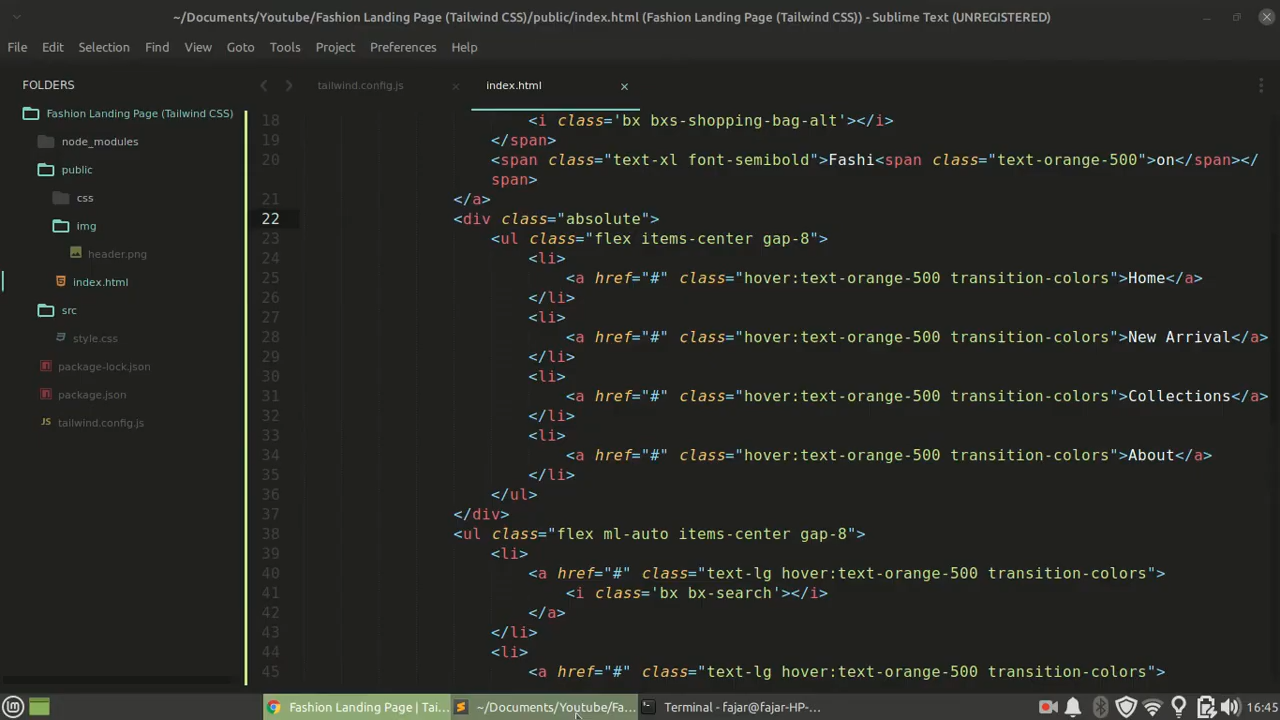 ~/Documents/Youtube/Fashion Landing Page (Tailwind CSS)/public/index.html (Fashion Landing Page (Tailwind CSS)) - Sublime Text (UNREGISTERED)
File Edit Selection Find View Goto Tools Project Preferences Help
FOLDERS
Fashion Landing Page (Tailwind CSS)
node_modules
public
css
img
header.png
index.html
src
style.css
package-lock.json
package.json
JS tailwind.config.js
tailwind.config.js × index.html ×
18 <i class='bx bxs-shopping-bag-alt'></i>
19 </span>
20 <span class="text-xl font-semibold">Fashi<span class="text-orange-500">on</span></
span>
21 </a>
22 <div class="absolute">
23 <ul class="flex items-center gap-8">
24 <li>
25 <a href="#" class="hover:text-orange-500 transition-colors">Home</a>
26 </li>
27 <li>
28 <a href="#" class="hover:text-orange-500 transition-colors">New Arrival</a>
29 </li>
30 <li>
31 <a href="#" class="hover:text-orange-500 transition-colors">Collections</a>
32 </li>
33 <li>
34 <a href="#" class="hover:text-orange-500 transition-colors">About</a>
35 </li>
36 </ul>
37 </div>
38 <ul class="flex ml-auto items-center gap-8">
39 <li>
40 <a href="#" class="text-lg hover:text-orange-500 transition-colors">
41 <i class='bx bx-search'></i>
42 </a>
43 </li>
44 <li>
45 <a href="#" class="text-lg hover:text-orange-500 transition-colors">
Fashion Landing Page | Tai... ~/Documents/Youtube/Fa... Terminal - fajar@fajar-HP-... 16:45